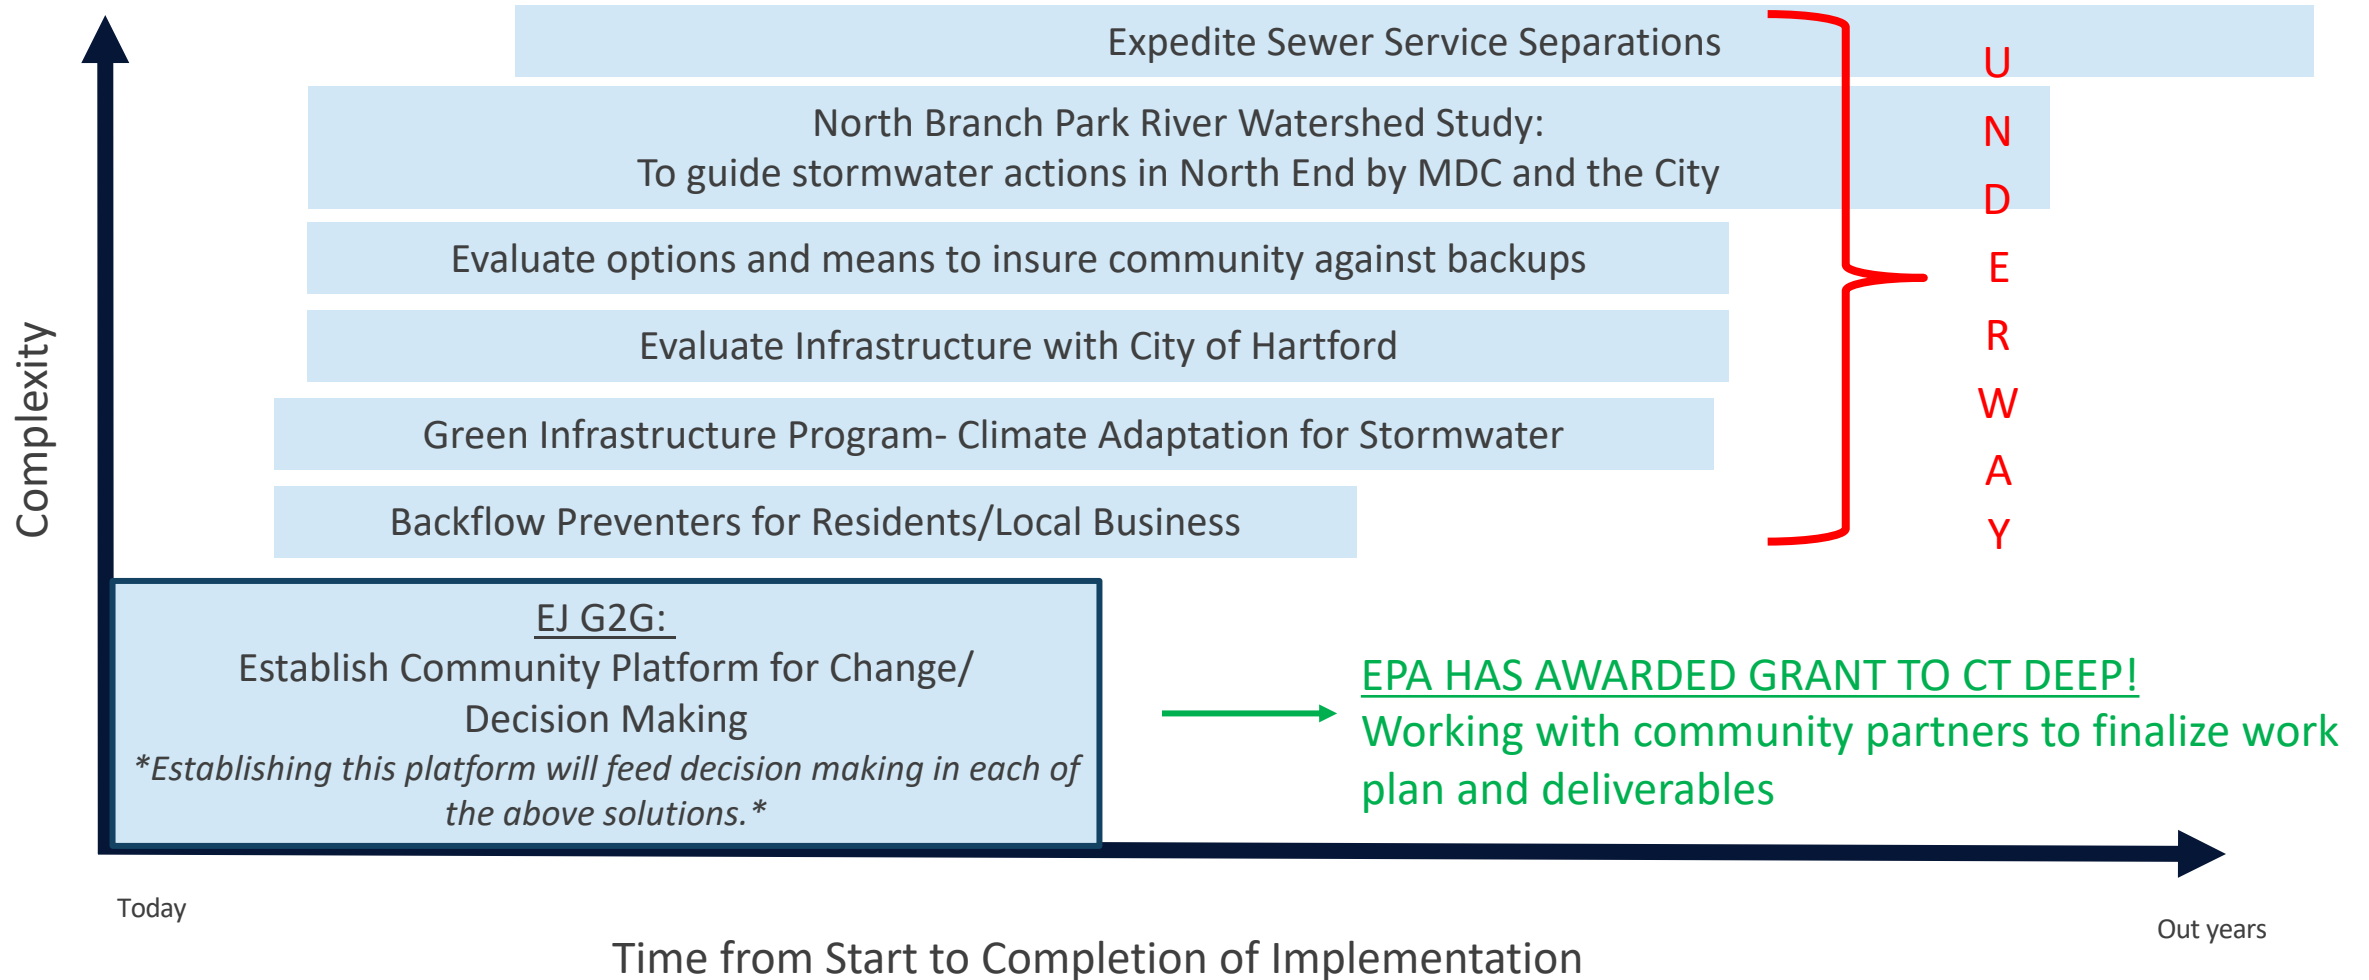 Expedite Sewer Service Separations
North Branch Park River Watershed Study:
To guide stormwater actions in North End by MDC and the City
Evaluate options and means to insure community against backups
Evaluate Infrastructure with City of Hartford
Green Infrastructure Program- Climate Adaptation for Stormwater
Backflow Preventers for Residents/Local Business
U
N
D
E
R
W
A
Y
Complexity
EJ G2G:
Establish Community Platform for Change/
Decision Making
*Establishing this platform will feed decision making in each of
the above solutions.*
EPA HAS AWARDED GRANT TO CT DEEP!
Working with community partners to finalize work
plan and deliverables
Today
Out years
Time from Start to Completion of Implementation